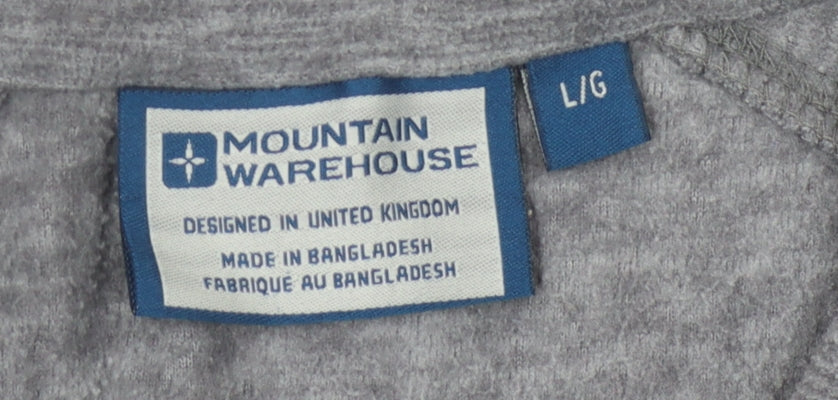 MOUNTAIN
WAREHOUSE
DESIGNED IN UNITED KINGDOM
MADE IN BANGLADESH
FABRIQUE AU BANGLADESH
L/G